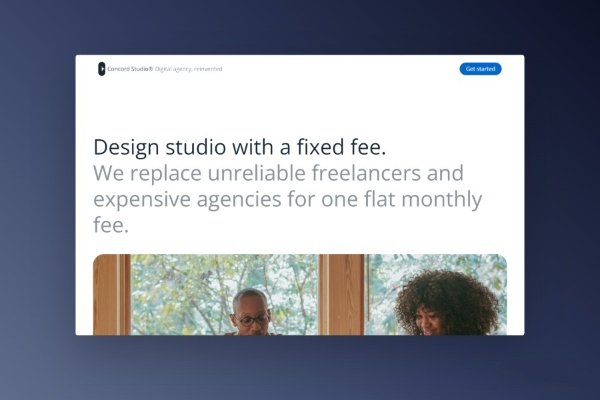 Concord Studio® Digital agency, reinvented
Get started
Design studio with a fixed fee.
We replace unreliable freelancers and
expensive agencies for one flat monthly
fee.